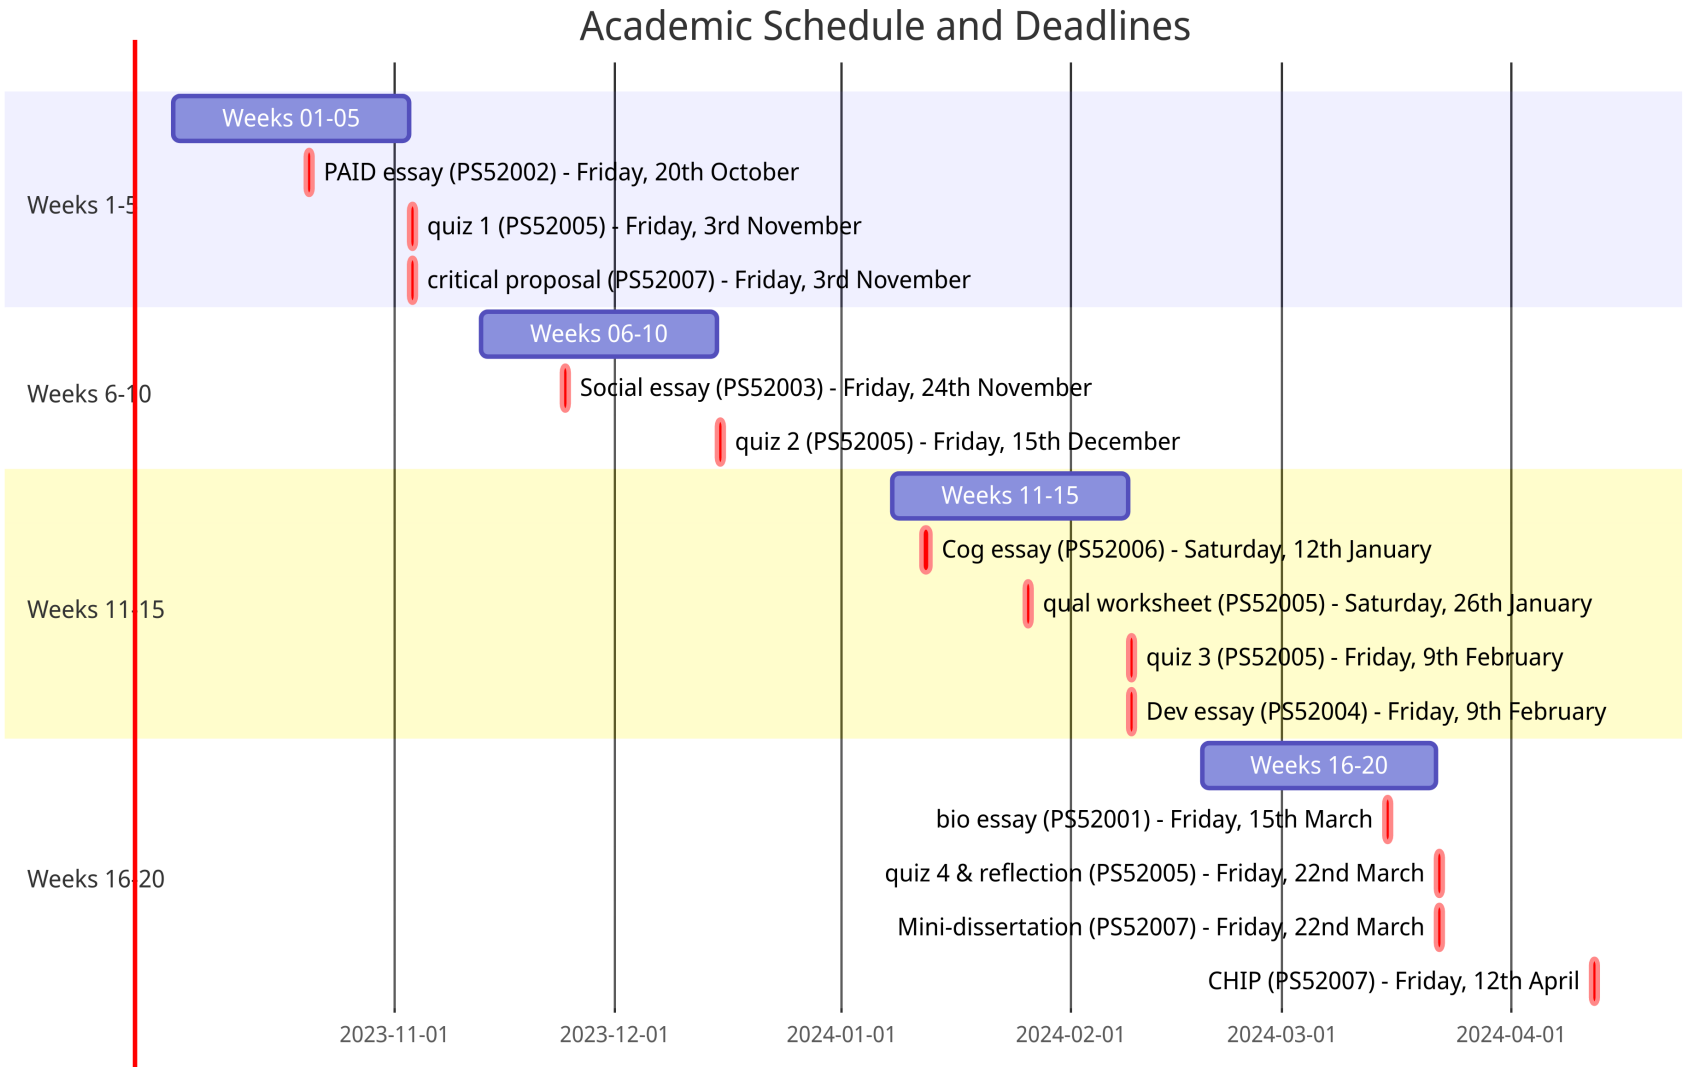 Academic Schedule and Deadlines
Weeks 01-05
PAID essay (PS52002) - Friday, 20th October
Weeks 1-5
quiz 1 (PS52005) - Friday, 3rd November
critical proposal (PS52007) - Friday, 3rd November
Weeks 06-10
Social essay (PS52003) - Friday, 24th November
Weeks 6-10
quiz 2 (PS52005) - Friday, 15th December
Weeks 11-15
Cog essay (PS52006) - Saturday, 12th January
qual worksheet (PS52005) - Saturday, 26th January
Weeks 11-15
quiz 3 (PS52005) - Friday, 9th February
Dev essay (PS52004) - Friday, 9th February
Weeks 16-20
bio essay (PS52001) - Friday, 15th March
quiz 4 & reflection (PS52005) - Friday, 22nd March
Weeks 16-20
Mini-dissertation (PS52007) - Friday, 22nd March
CHIP (PS52007) - Friday, 12th April
2023-11-01 2023-12-01 2024-01-01 2024-02-01 2024-03-01 2024-04-01